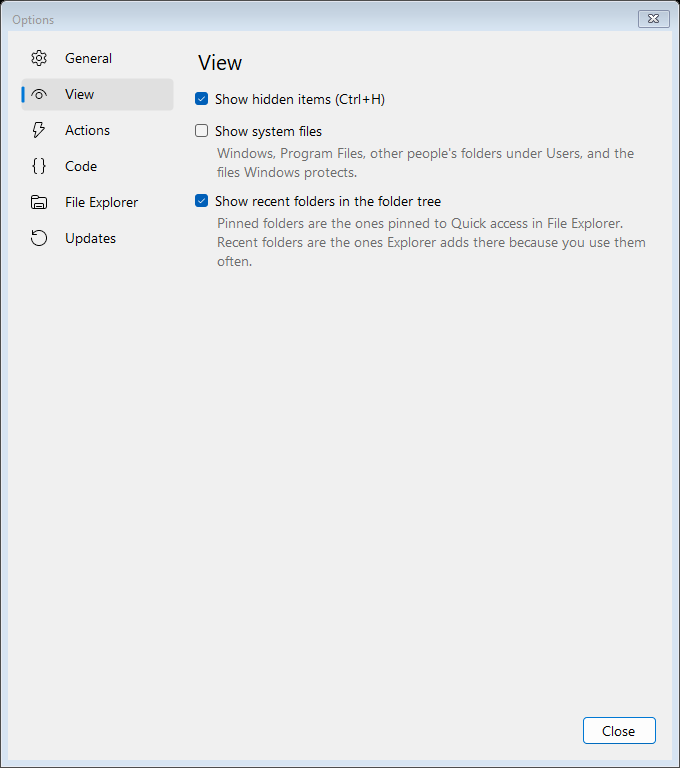 Options
General
View
Actions
Code
File Explorer
Updates
View
Show hidden items (Ctrl+H)
Show system files
Windows, Program Files, other people's folders under Users, and the
files Windows protects.
Show recent folders in the folder tree
Pinned folders are the ones pinned to Quick access in File Explorer.
Recent folders are the ones Explorer adds there because you use them
often.
Close